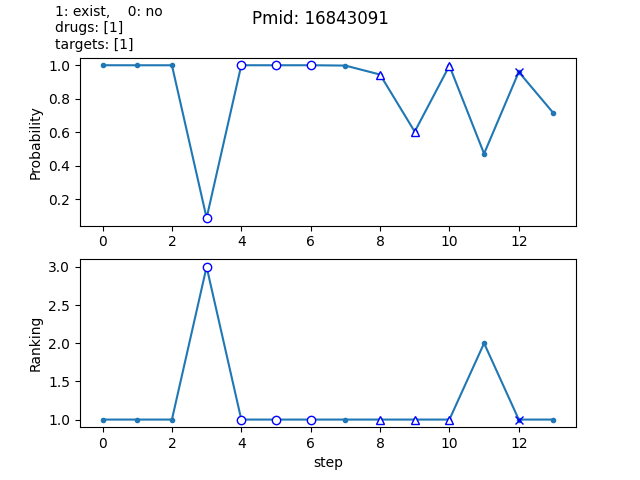 1: exist,    0: no
drugs: [1]
targets: [1]
Pmid: 16843091
1.0
0.8
0.6
0.4
0.2
Probability
0 2 4 6 8 10 12
3.0
2.5
2.0
1.5
1.0
Ranking
0 2 4 6 8 10 12
step